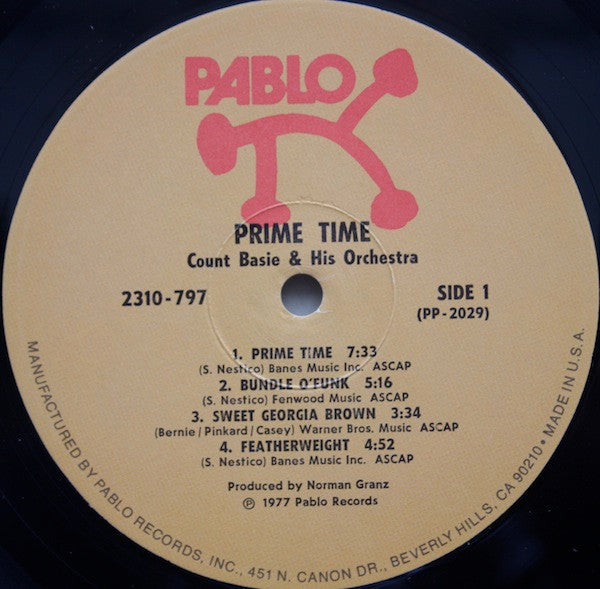 PABLO
PRIME TIME
Count Basie & His Orchestra
2310-797
SIDE 1
(PP-2029)
1. PRIME TIME 7:33
(S. Nestico) Banes Music Inc. ASCAP
2. BUNDLE O'FUNK 5:16
(S. Nestico) Fenwood Music ASCAP
3. SWEET GEORGIA BROWN 3:34
(Bernie/Pinkard/Casey) Warner Bros. Music ASCAP
4. FEATHERWEIGHT 4:52
(S. Nestico) Banes Music Inc. ASCAP
Produced by Norman Granz
℗ 1977 Pablo Records
MANUFACTURED BY PABLO RECORDS, INC., 451 N. CANON DR., BEVERLY HILLS, CA 90210 • MADE IN U.S.A.